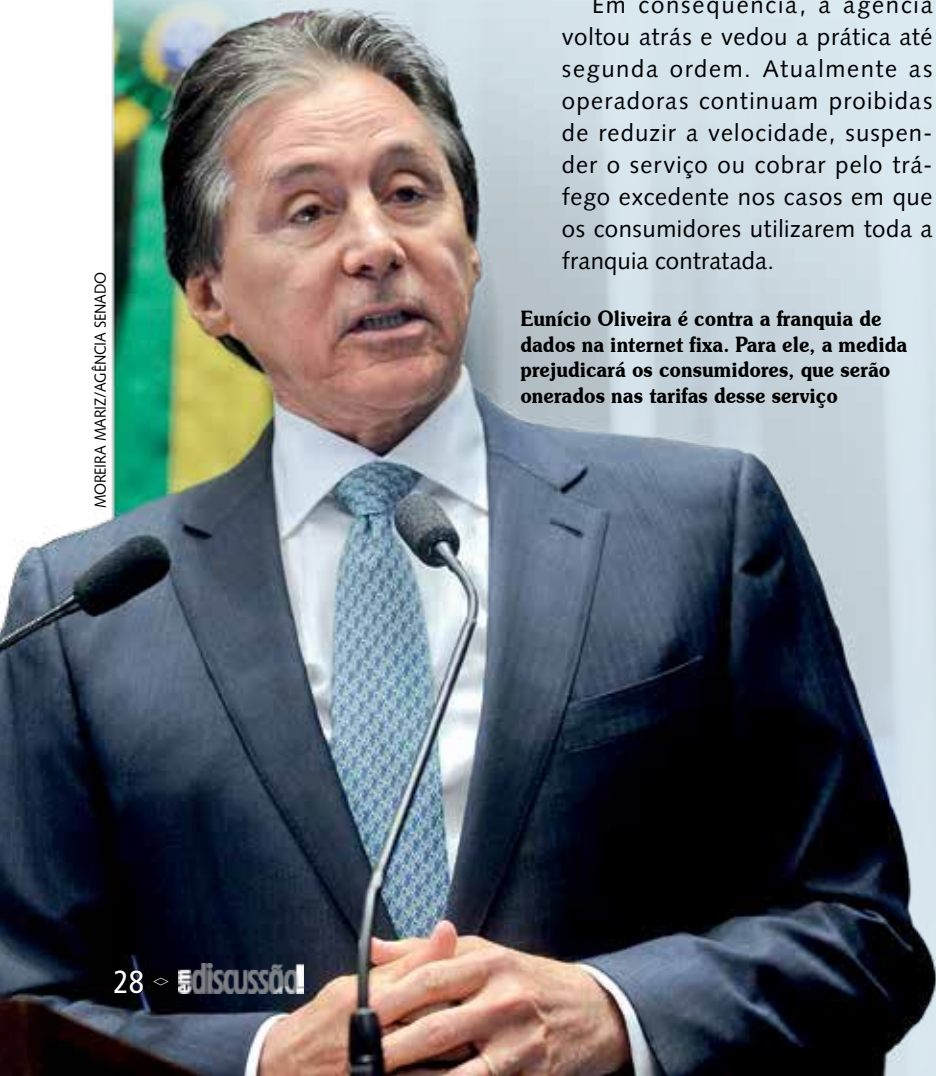 Em consequência, a agência
voltou atrás e vedou a prática até
segunda ordem. Atualmente as
operadoras continuam proibidas
de reduzir a velocidade, suspen-
der o serviço ou cobrar pelo trá-
fego excedente nos casos em que
os consumidores utilizarem toda a
franquia contratada.
Eunício Oliveira é contra a franquia de
dados na internet fixa. Para ele, a medida
prejudicará os consumidores, que serão
onerados nas tarifas desse serviço
MOREIRA MARIZ/AGÊNCIA SENADO
28 ◇ em discussão!